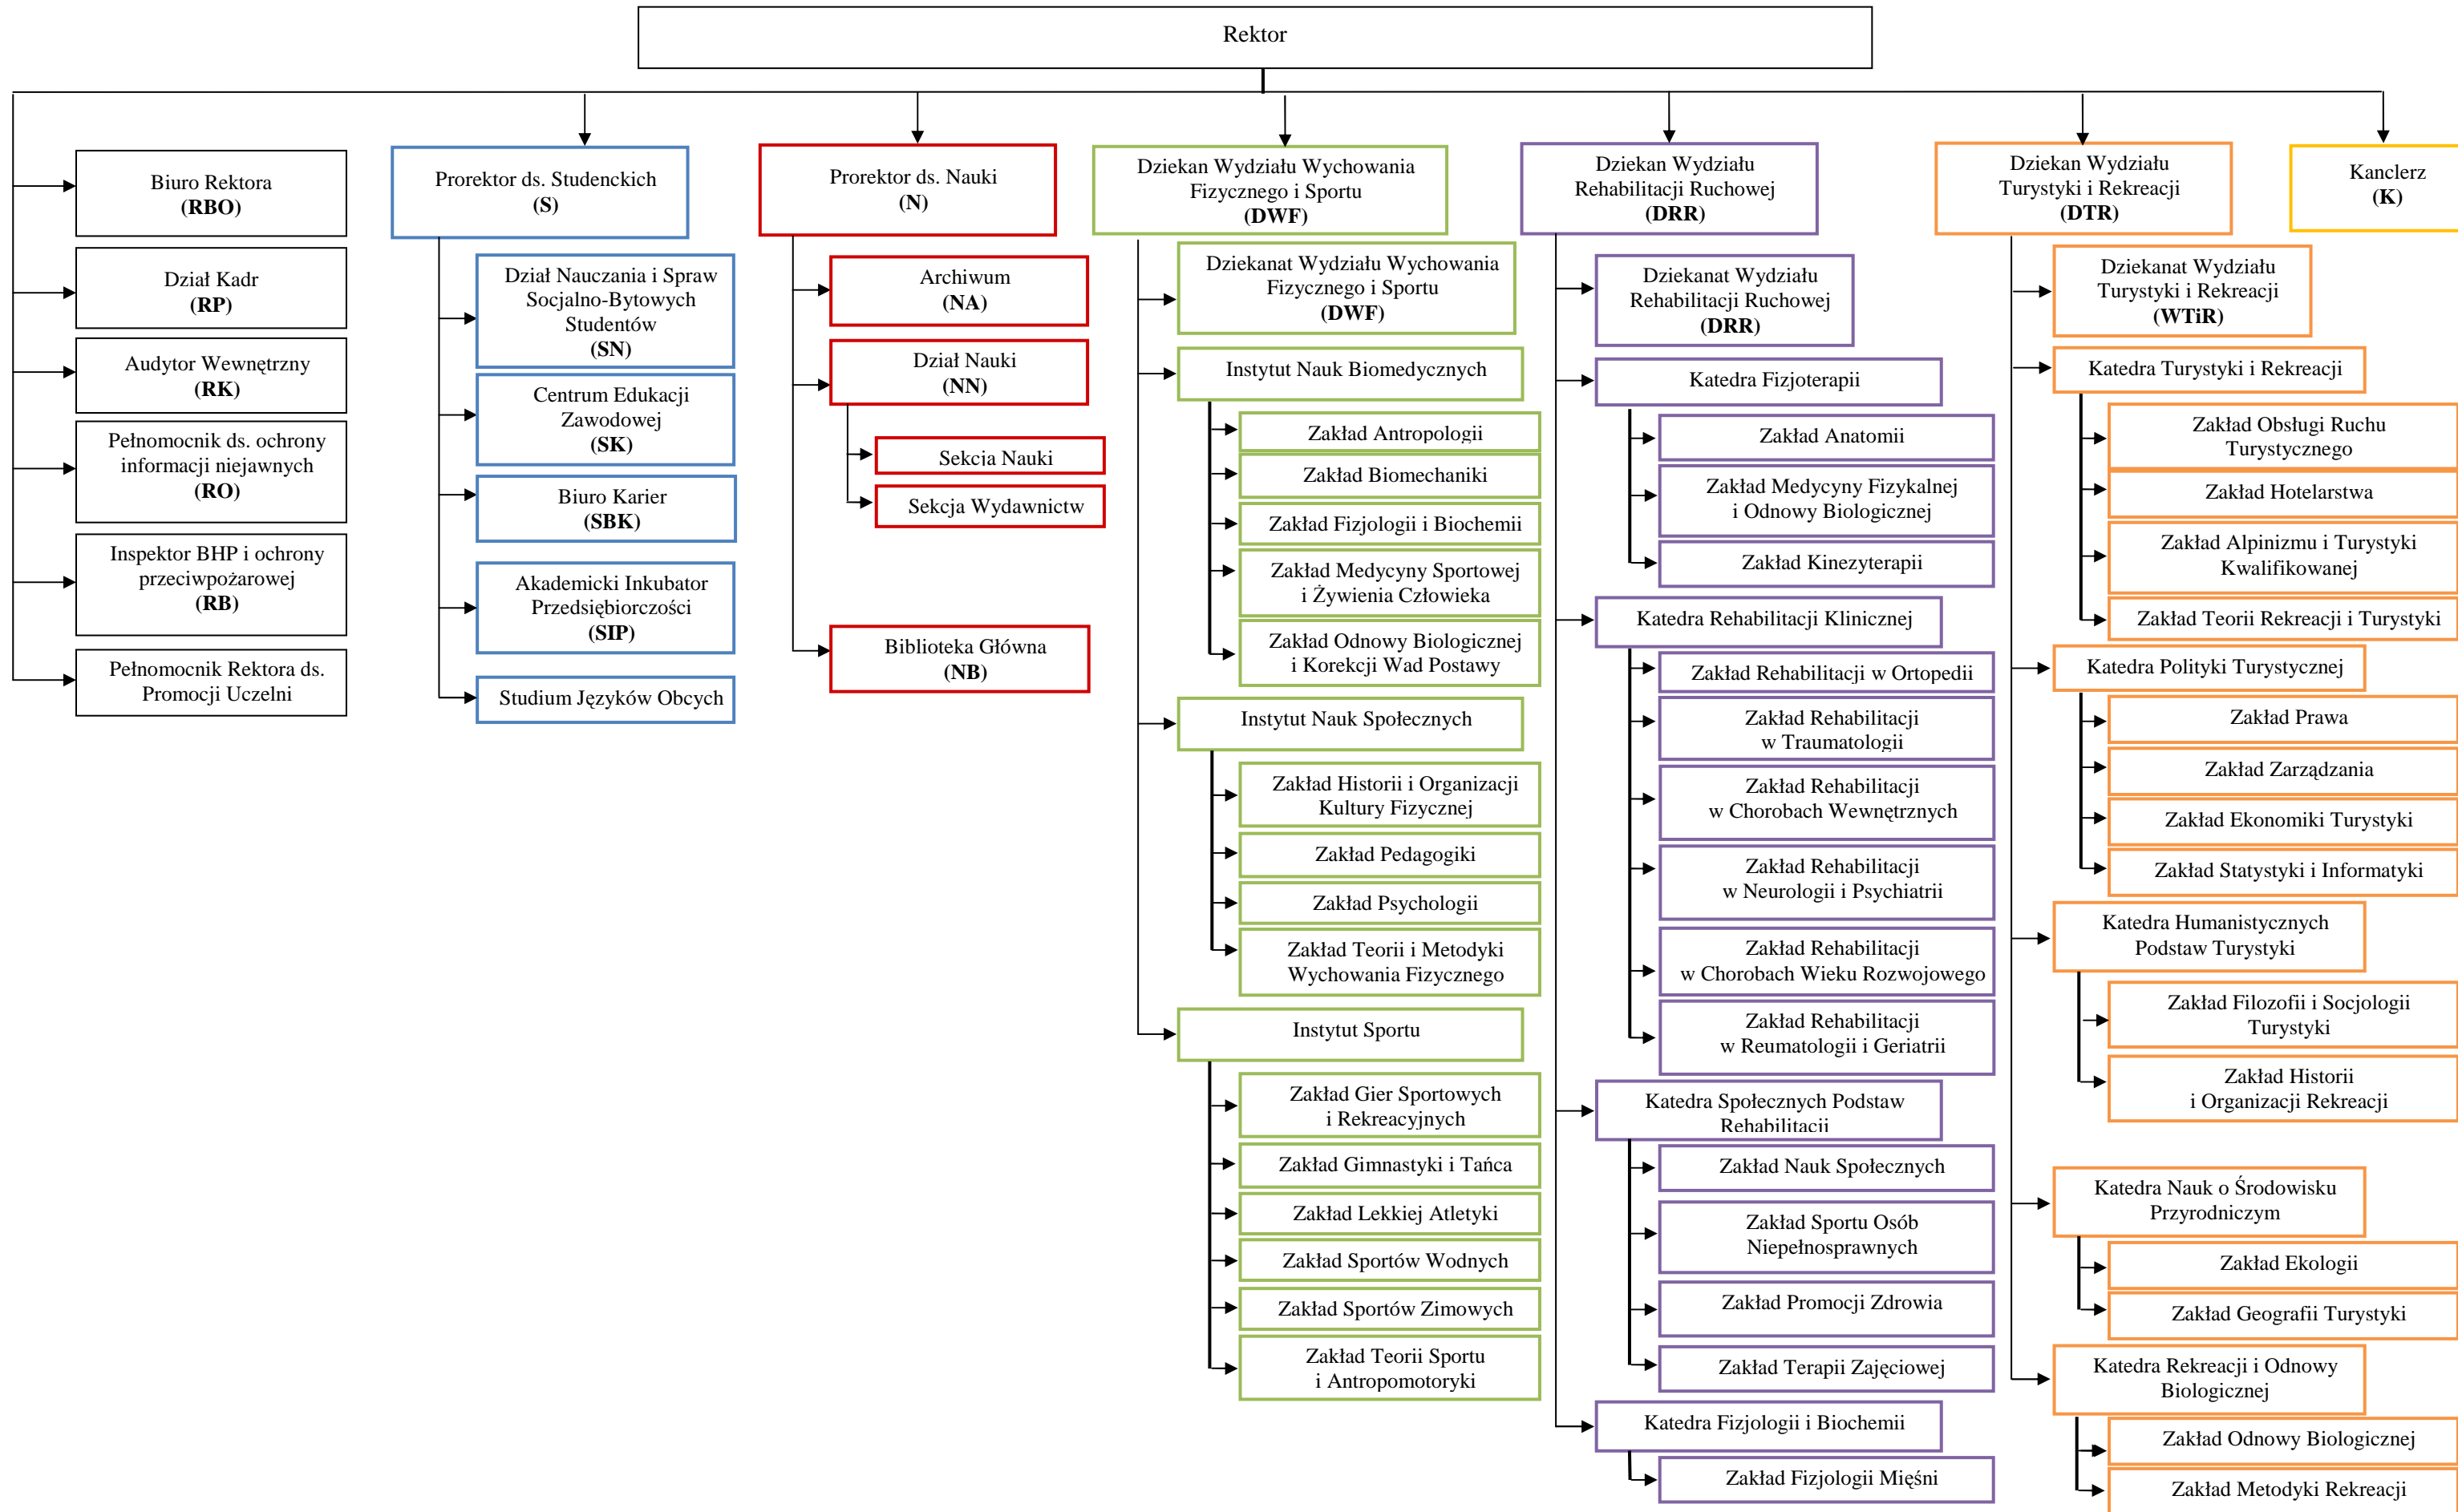 Rektor
Biuro Rektora
(RBO)
Dział Kadr
(RP)
Audytor Wewnętrzny
(RK)
Pełnomocnik ds. ochrony
informacji niejawnych
(RO)
Inspektor BHP i ochrony
przeciwpożarowej
(RB)
Pełnomocnik Rektora ds.
Promocji Uczelni
Prorektor ds. Studenckich
(S)
Dział Nauczania i Spraw
Socjalno-Bytowych
Studentów
(SN)
Centrum Edukacji
Zawodowej
(SK)
Biuro Karier
(SBK)
Akademicki Inkubator
Przedsiębiorczości
(SIP)
Studium Języków Obcych
Prorektor ds. Nauki
(N)
Archiwum
(NA)
Dział Nauki
(NN)
Sekcja Nauki
Sekcja Wydawnictw
Biblioteka Główna
(NB)
Dziekan Wydziału Wychowania
Fizycznego i Sportu
(DWF)
Dziekanat Wydziału Wychowania
Fizycznego i Sportu
(DWF)
Instytut Nauk Biomedycznych
Zakład Antropologii
Zakład Biomechaniki
Zakład Fizjologii i Biochemii
Zakład Medycyny Sportowej
i Żywienia Człowieka
Zakład Odnowy Biologicznej
i Korekcji Wad Postawy
Instytut Nauk Społecznych
Zakład Historii i Organizacji
Kultury Fizycznej
Zakład Pedagogiki
Zakład Psychologii
Zakład Teorii i Metodyki
Wychowania Fizycznego
Instytut Sportu
Zakład Gier Sportowych
i Rekreacyjnych
Zakład Gimnastyki i Tańca
Zakład Lekkiej Atletyki
Zakład Sportów Wodnych
Zakład Sportów Zimowych
Zakład Teorii Sportu
i Antropomotoryki
Dziekan Wydziału
Rehabilitacji Ruchowej
(DRR)
Dziekanat Wydziału
Rehabilitacji Ruchowej
(DRR)
Katedra Fizjoterapii
Zakład Anatomii
Zakład Medycyny Fizykalnej
i Odnowy Biologicznej
Zakład Kinezyterapii
Katedra Rehabilitacji Klinicznej
Zakład Rehabilitacji w Ortopedii
Zakład Rehabilitacji
w Traumatologii
Zakład Rehabilitacji
w Chorobach Wewnętrznych
Zakład Rehabilitacji
w Neurologii i Psychiatrii
Zakład Rehabilitacji
w Chorobach Wieku Rozwojowego
Zakład Rehabilitacji
w Reumatologii i Geriatrii
Katedra Społecznych Podstaw
Rehabilitacji
Zakład Nauk Społecznych
Zakład Sportu Osób
Niepełnosprawnych
Zakład Promocji Zdrowia
Zakład Terapii Zajęciowej
Katedra Fizjologii i Biochemii
Zakład Fizjologii Mięśni
Dziekan Wydziału
Turystyki i Rekreacji
(DTR)
Dziekanat Wydziału
Turystyki i Rekreacji
(WTiR)
Katedra Turystyki i Rekreacji
Zakład Obsługi Ruchu
Turystycznego
Zakład Hotelarstwa
Zakład Alpinizmu i Turystyki
Kwalifikowanej
Zakład Teorii Rekreacji i Turystyki
Katedra Polityki Turystycznej
Zakład Prawa
Zakład Zarządzania
Zakład Ekonomiki Turystyki
Zakład Statystyki i Informatyki
Katedra Humanistycznych
Podstaw Turystyki
Zakład Filozofii i Socjologii
Turystyki
Zakład Historii
i Organizacji Rekreacji
Katedra Nauk o Środowisku
Przyrodniczym
Zakład Ekologii
Zakład Geografii Turystyki
Katedra Rekreacji i Odnowy
Biologicznej
Zakład Odnowy Biologicznej
Zakład Metodyki Rekreacji
Kanclerz
(K)